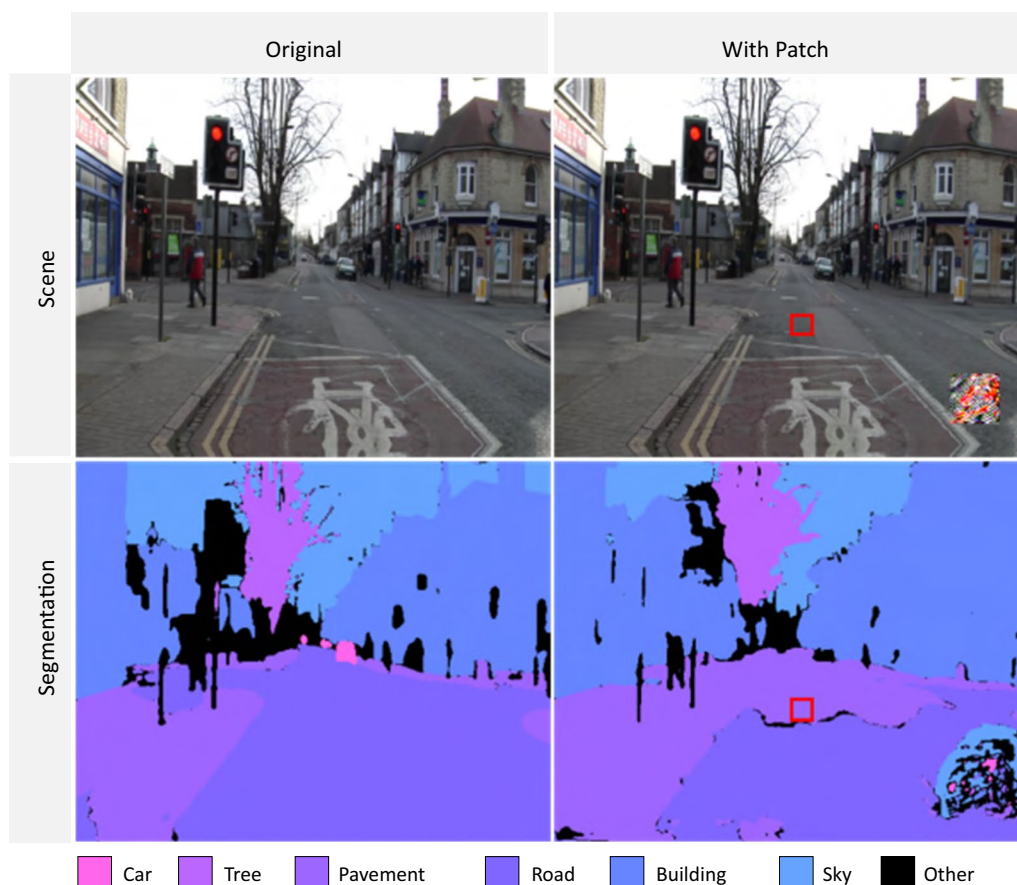 Original
With Patch
Scene
Segmentation
Car
Tree
Pavement
Road
Building
Sky
Other